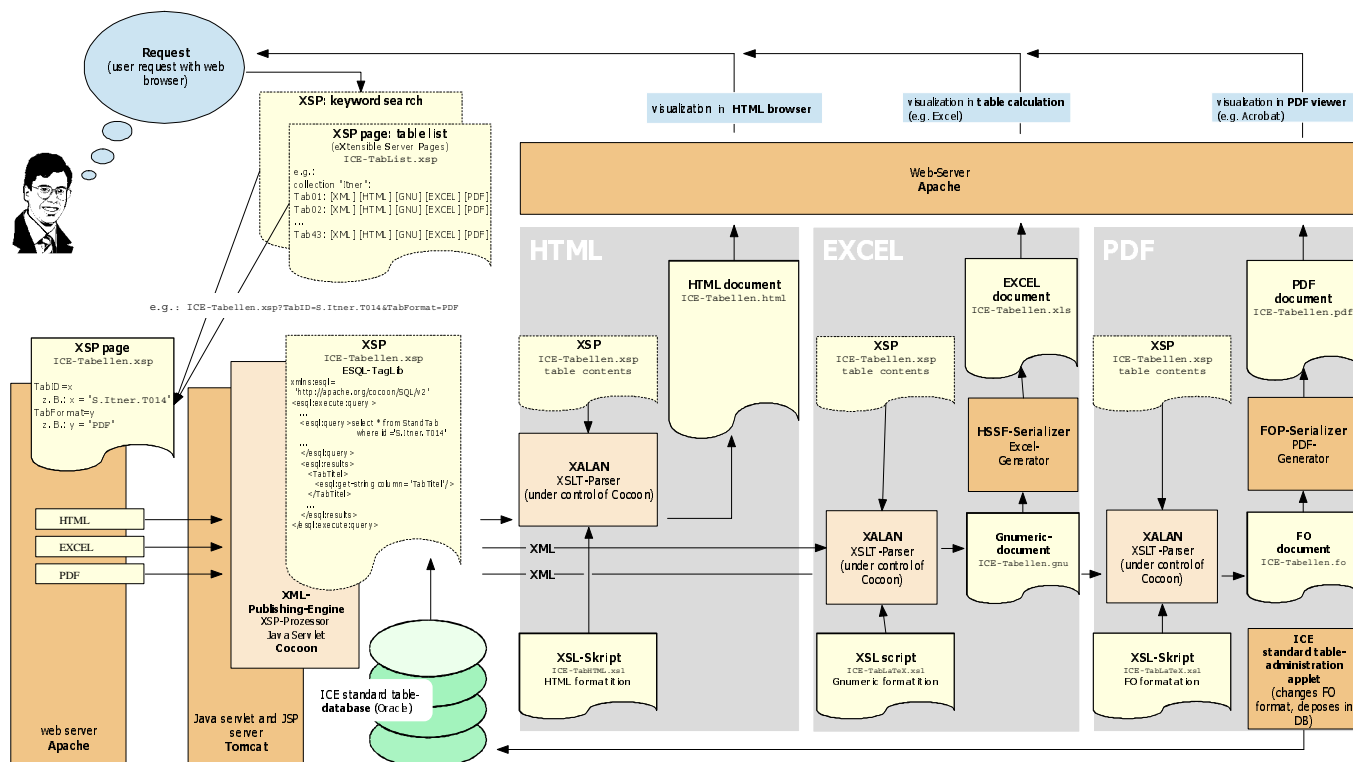 Request
(user request with web
browser)
XSP: keyword search
XSP page: table list
(eXtensible Server Pages)
ICE-TabList.xsp
e.g.:
collection "Itner":
Tab01: [XML] [HTML] [GNU] [EXCEL] [PDF]
Tab02: [XML] [HTML] [GNU] [EXCEL] [PDF]
...
Tab43: [XML] [HTML] [GNU] [EXCEL] [PDF]
e.g.: ICE-Tabellen.xsp?TabID=S.Itner.T014&TabFormat=PDF
visualization in HTML browser
visualization in table calculation
(e.g. Excel)
visualization in PDF viewer
(e.g. Acrobat)
Web-Server
Apache
XSP page
ICE-Tabellen.xsp
TabID=x
z.B.: x = 'S.Itner.T014'
TabFormat=y
z.B.: y = "PDF"
HTML
EXCEL
PDF
web server
Apache
XSP
ICE-Tabellen.xsp
ESQL-TagLib
xmlns:esql=
'http://apache.org/cocoon/SQL/v2'
<esql:execute:query >
...
<esql:query >select * from StandTab
where id ='S.Itner. T014'
...
</esql:query >
<esql:results>
<TabTitel>
<esql:get-string column= 'TabTitel'/>
</TabTitel>
...
</esql:results>
</esql:execute:query>
XML-
Publishing-Engine
XSP-Prozessor
Java Servlet
Cocoon
Java servlet and JSP
server
Tomcat
ICE standard table-
database (Oracle)
HTML
HTML document
ICE-Tabellen.html
XSP
ICE-Tabellen.xsp
table contents
XALAN
XSLT-Parser
(under control of Cocoon)
XML
XML
XSL-Skript
ICE-TabHTML.xsl
HTML formatition
EXCEL
EXCEL
document
ICE-Tabellen.xls
XSP
ICE-Tabellen.xsp
table contents
HSSF-Serializer
Excel-
Generator
XALAN
XSLT-Parser
(under control of
Cocoon)
Gnumeric-
document
ICE-Tabellen.gnu
XSL script
ICE-TabLaTeX.xsl
Gnumeric formatition
PDF
PDF
document
ICE-Tabellen.pdf
XSP
ICE-Tabellen.xsp
table contents
FOP-Serializer
PDF-
Generator
XALAN
XSLT-Parser
(under control of
Cocoon)
FO
document
ICE-Tabellen.fo
XSL-Skript
ICE-TabLaTeX.xsl
FO formatation
ICE
standard table-
administration
applet
(changes FO
format, deposes in
DB)